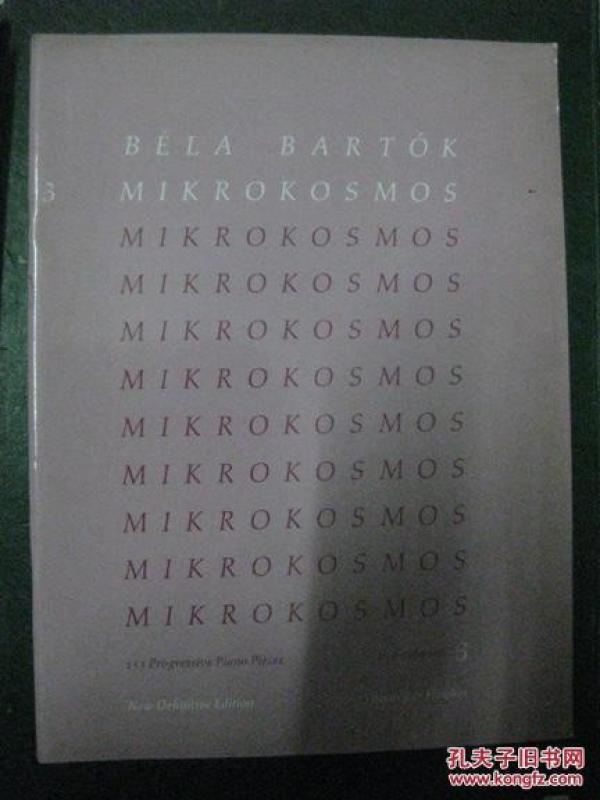 BÉLA BARTÓK
3 MIKROKOSMOS
MIKROKOSMOS
MIKROKOSMOS
MIKROKOSMOS
MIKROKOSMOS
MIKROKOSMOS
MIKROKOSMOS
MIKROKOSMOS
MIKROKOSMOS
MIKROKOSMOS
153 Progressive Piano Pieces
3
New Definitive Edition
孔夫子旧书网
www.kongfz.com